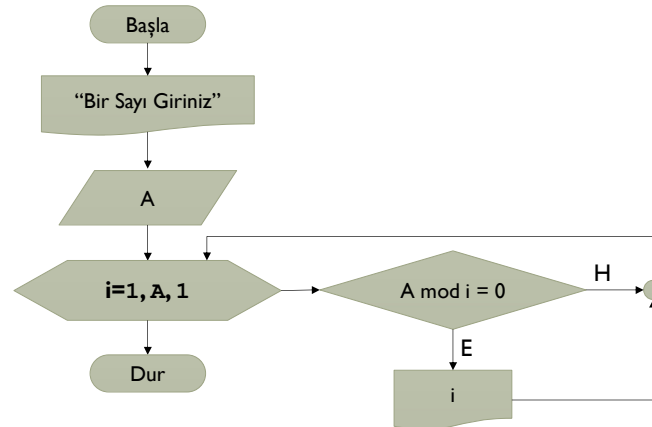 Başla
“Bir Sayı Giriniz”
A
i=1, A, 1
A mod i = 0
H
E
Dur
i